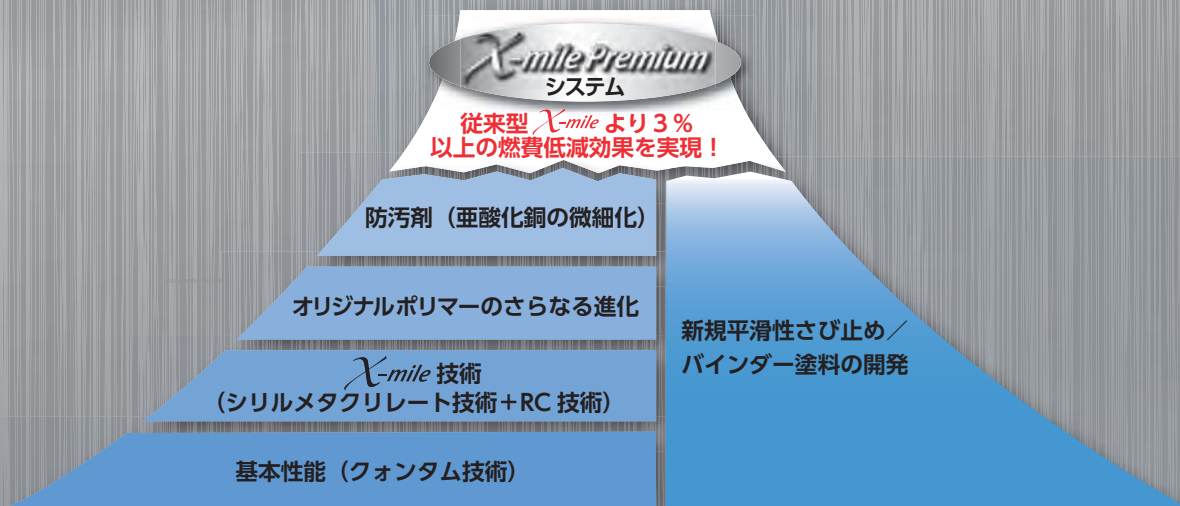 X-mile Premium
システム
従来型 X-mile より3%
以上の燃費低減効果を実現!
防汚剤(亜酸化銅の微細化)
オリジナルポリマーのさらなる進化
X-mile 技術
(シリルメタクリレート技術+RC 技術)
基本性能(クォンタム技術)
新規平滑性さび止め/
バインダー塗料の開発